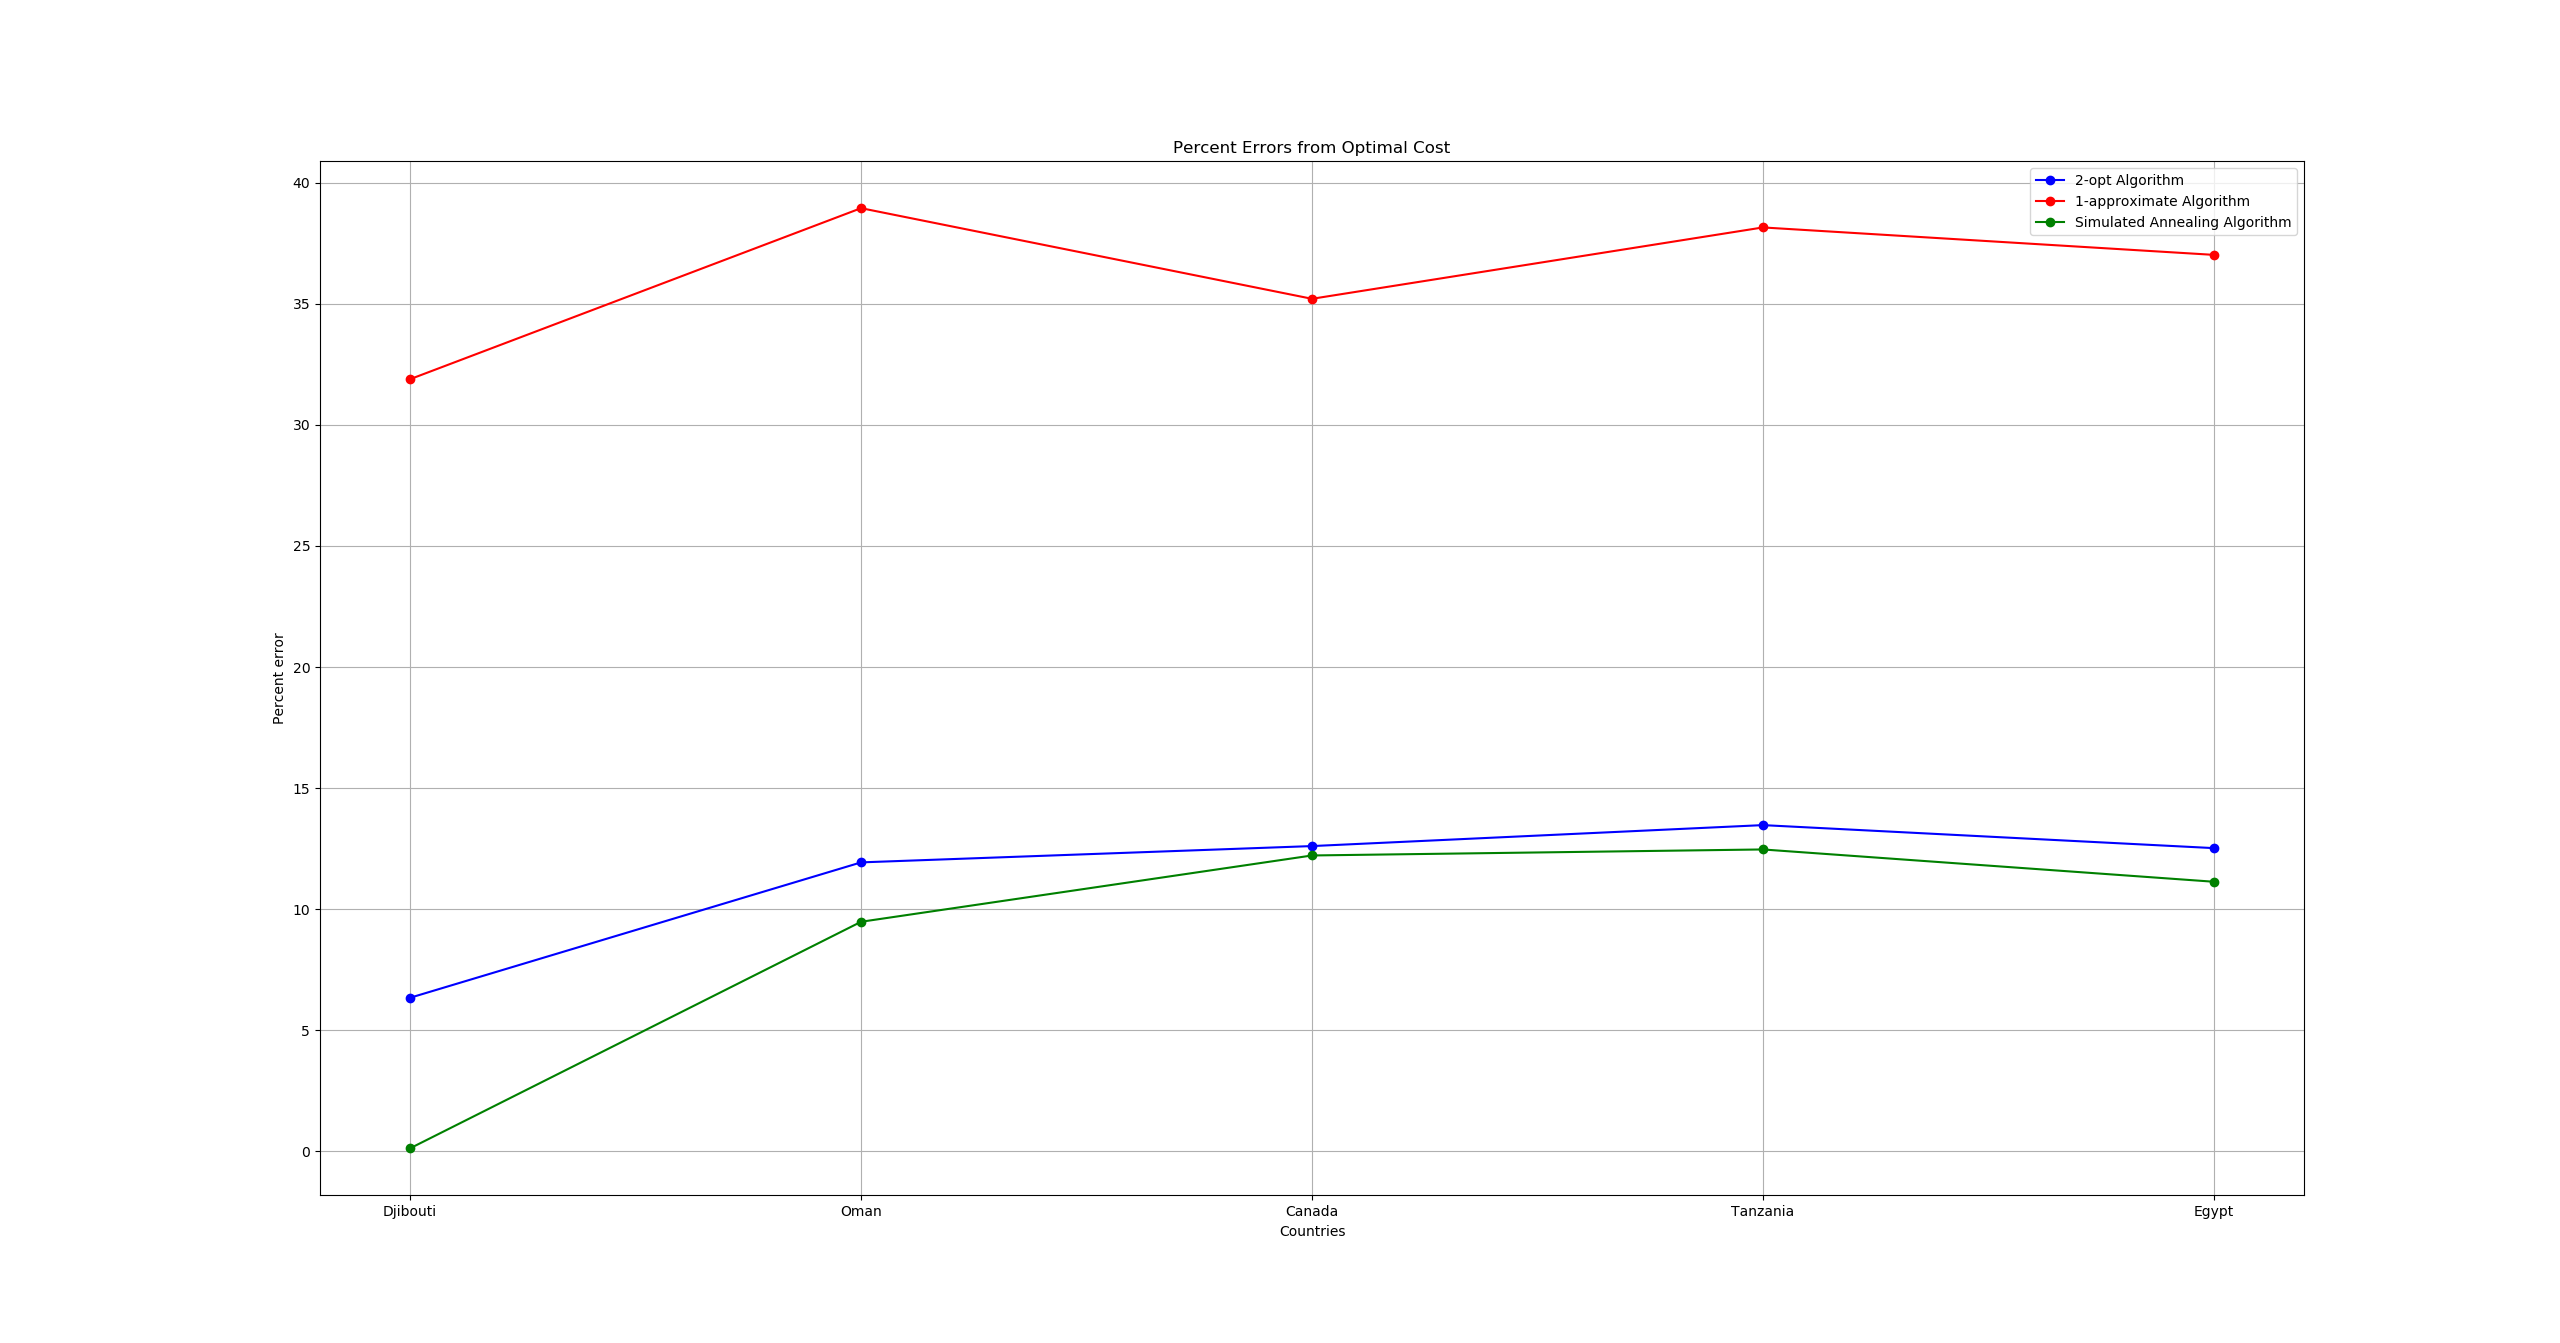 Percent Errors from Optimal Cost
2-opt Algorithm
1-approximate Algorithm
Simulated Annealing Algorithm
40
35
30
25
20
15
10
5
0
Percent error
Djibouti Oman Canada Tanzania Egypt
Countries